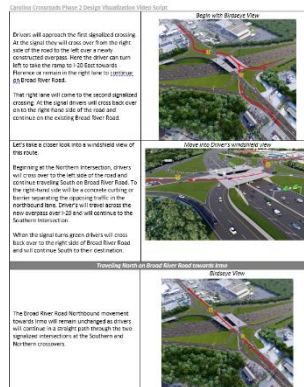 Carolina Crossroads Phase 2 Design Visualization Video Script
Begin with Birdseye View
Drivers will approach the first signalized crossing.
At the signal they will cross over from the right
side of the road to the left over a newly
constructed overpass. Here the driver can turn
left to take the ramp to I-20 East towards
Florence or remain in the right lane to continue
on Broad River Road.
That right lane will come to the second signalized
crossing. At the signal drivers will cross back over
on to the right-hand side of the road and
continue on the existing Broad River Road.
Let's take a closer look into a windshield view of
this route.
Move into Driver's windshield view
Beginning at the Northern Intersection, drivers
will cross over to the left side of the road and
continue traveling South on Broad River Road. To
the right-hand side will be a concrete curbing or
barrier separating the opposing traffic in the
northbound lane. Driver's will travel across the
new overpass over I-20 and will continue to the
Southern Intersection.
When the signal turns green drivers will cross
back over to the right side of Broad River Road
and will continue South to their destination.
Traveling North on Broad River Road towards Irmo
Birdseye View
The Broad River Road Northbound movement
towards Irmo will remain unchanged as drivers
will continue in a straight path through the two
signalized intersections at the Southern and
Northern crossovers.